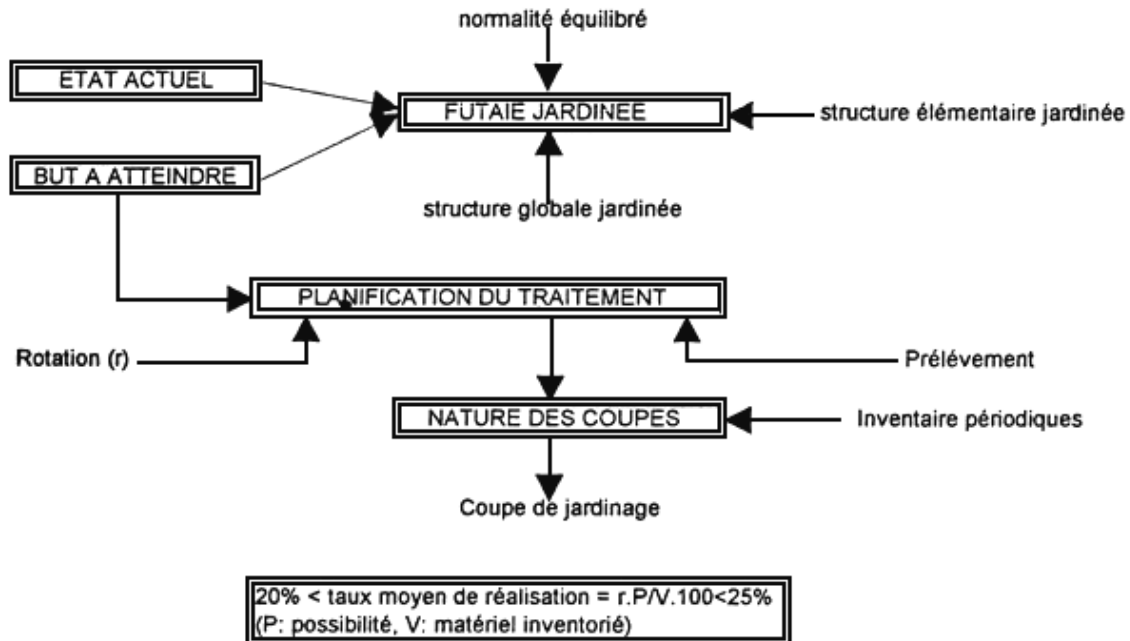 normalité équilibré
ETAT ACTUEL
FUTAIE JARDINEE
structure élémentaire jardinée
BUT A ATTEINDRE
structure globale jardinée
PLANIFICATION DU TRAITEMENT
Rotation (r)
Prélévement
NATURE DES COUPES
Inventaire périodiques
Coupe de jardinage
20% < taux moyen de réalisation = r.P/V.100<25%
(P: possibilité, V: matériel inventorié)